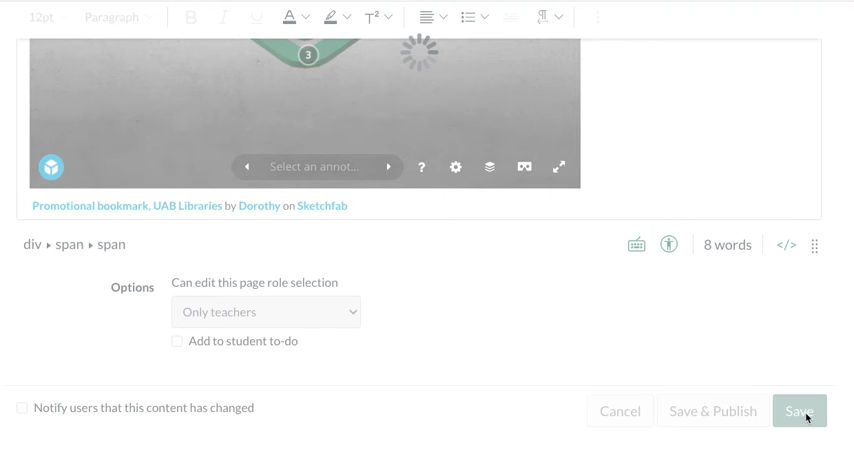 12pt Paragraph B I U A T²
3
Select an annot... ?
Promotional bookmark, UAB Libraries by Dorothy on Sketchfab
div ▸ span ▸ span 8 words </>
Options Can edit this page role selection
Only teachers
Add to student to-do
Notify users that this content has changed Cancel Save & Publish Save